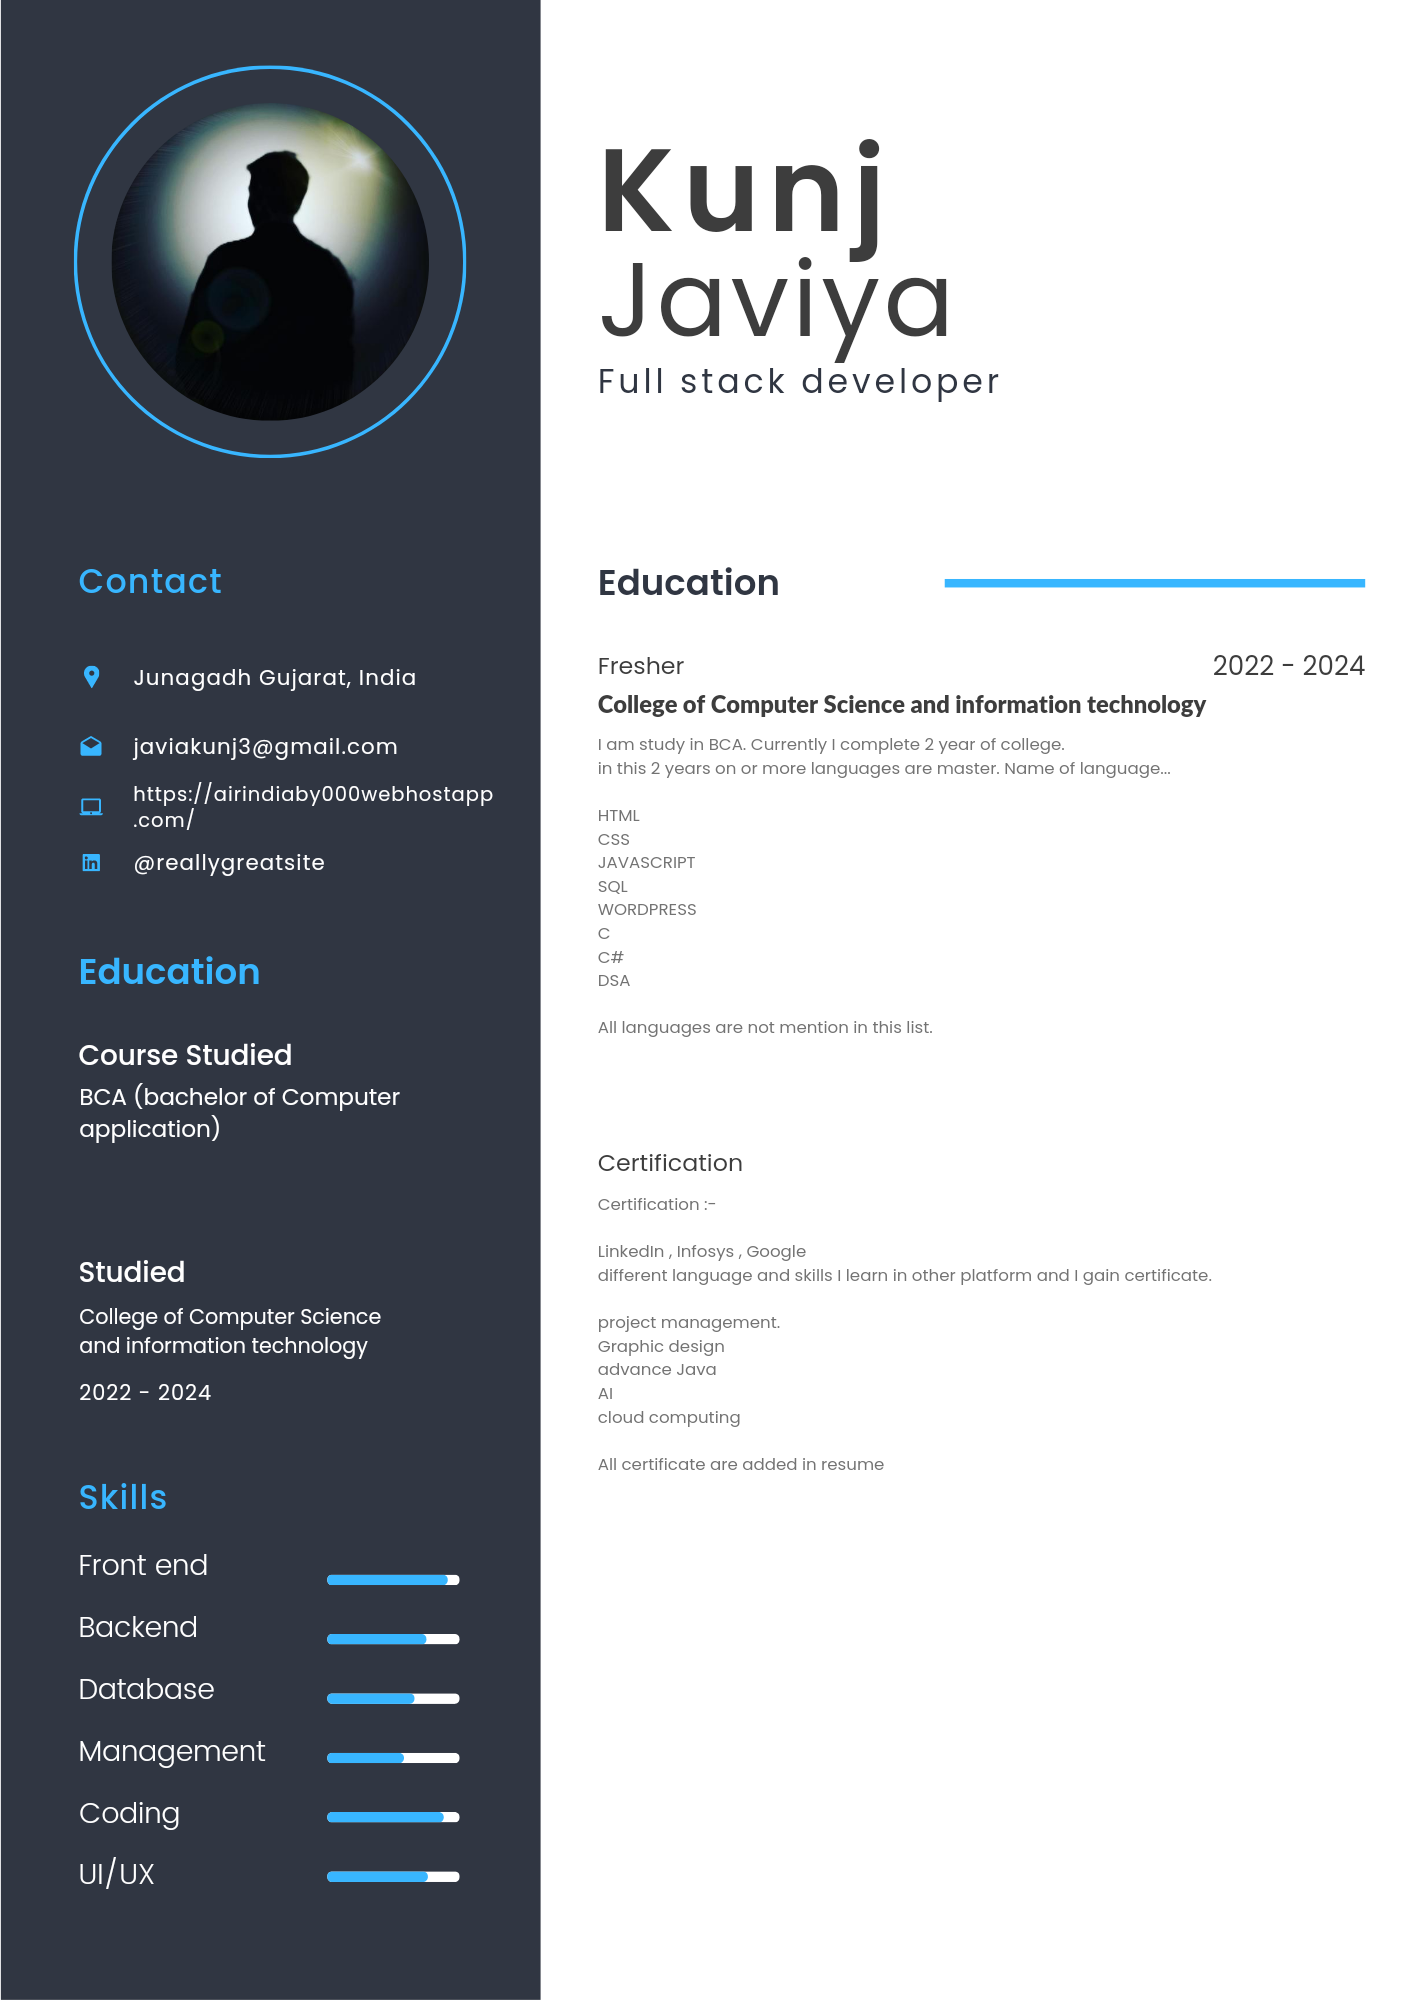 Kunj
Javiya
Full stack developer
Contact
Junagadh Gujarat, India
javiakunj3@gmail.com
https://airindiaby000webhostapp
.com/
@reallygreatsite
Education
Course Studied
BCA (bachelor of Computer
application)
Studied
College of Computer Science
and information technology
2022 - 2024
Skills
Front end
Backend
Database
Management
Coding
UI/UX
Education
Fresher
2022 - 2024
College of Computer Science and information technology
I am study in BCA. Currently I complete 2 year of college.
in this 2 years on or more languages are master. Name of language...
HTML
CSS
JAVASCRIPT
SQL
WORDPRESS
C
C#
DSA
All languages are not mention in this list.
Certification
Certification :-
LinkedIn , Infosys , Google
different language and skills I learn in other platform and I gain certificate.
project management.
Graphic design
advance Java
AI
cloud computing
All certificate are added in resume